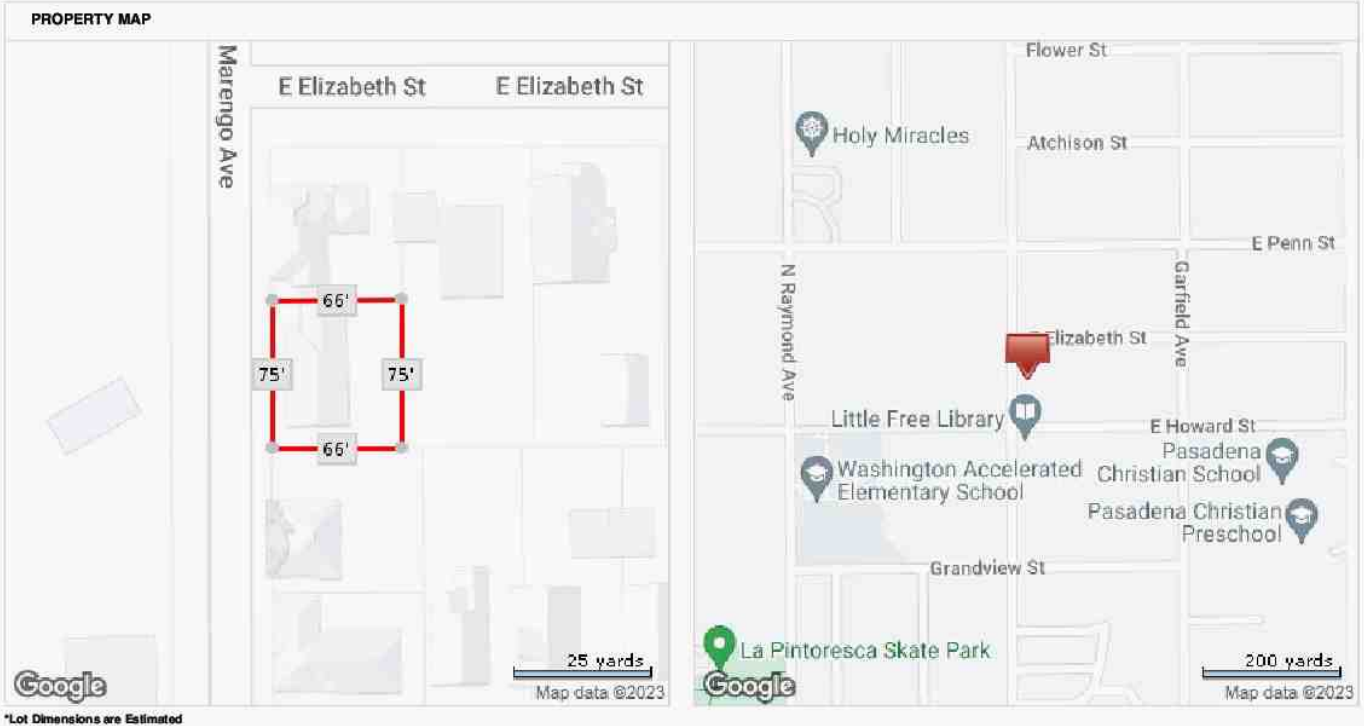 PROPERTY MAP
Marengo Ave
E Elizabeth St
E Elizabeth St
66'
75'
75'
66'
25 yards
Google
Map data ©2023
Flower St
Holy Miracles
Atchison St
E Penn St
N Raymond Ave
Garfield Ave
Elizabeth St
Little Free Library
E Howard St
Pasadena
Christian School
Washington Accelerated
Elementary School
Pasadena Christian
Preschool
Grandview St
La Pintoresca Skate Park
200 yards
Google
Map data ©2023
*Lot Dimensions are Estimated